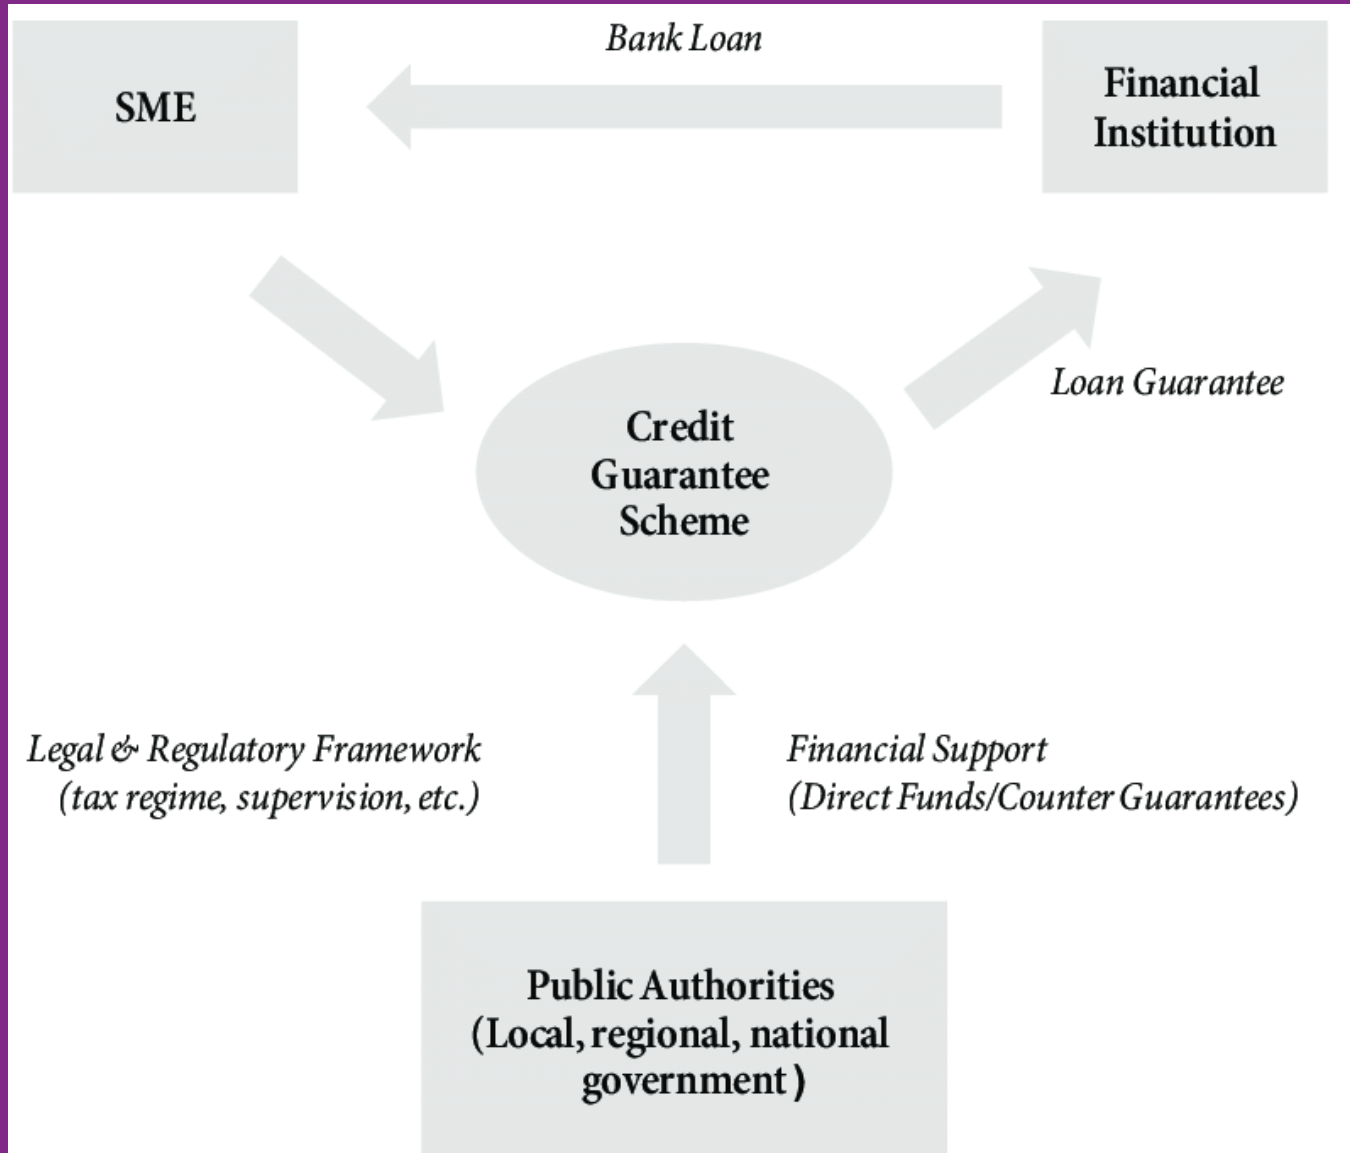 Bank Loan
SME
Financial
Institution
Loan Guarantee
Credit
Guarantee
Scheme
Legal & Regulatory Framework
(tax regime, supervision, etc.)
Financial Support
(Direct Funds/Counter Guarantees)
Public Authorities
(Local, regional, national
government)